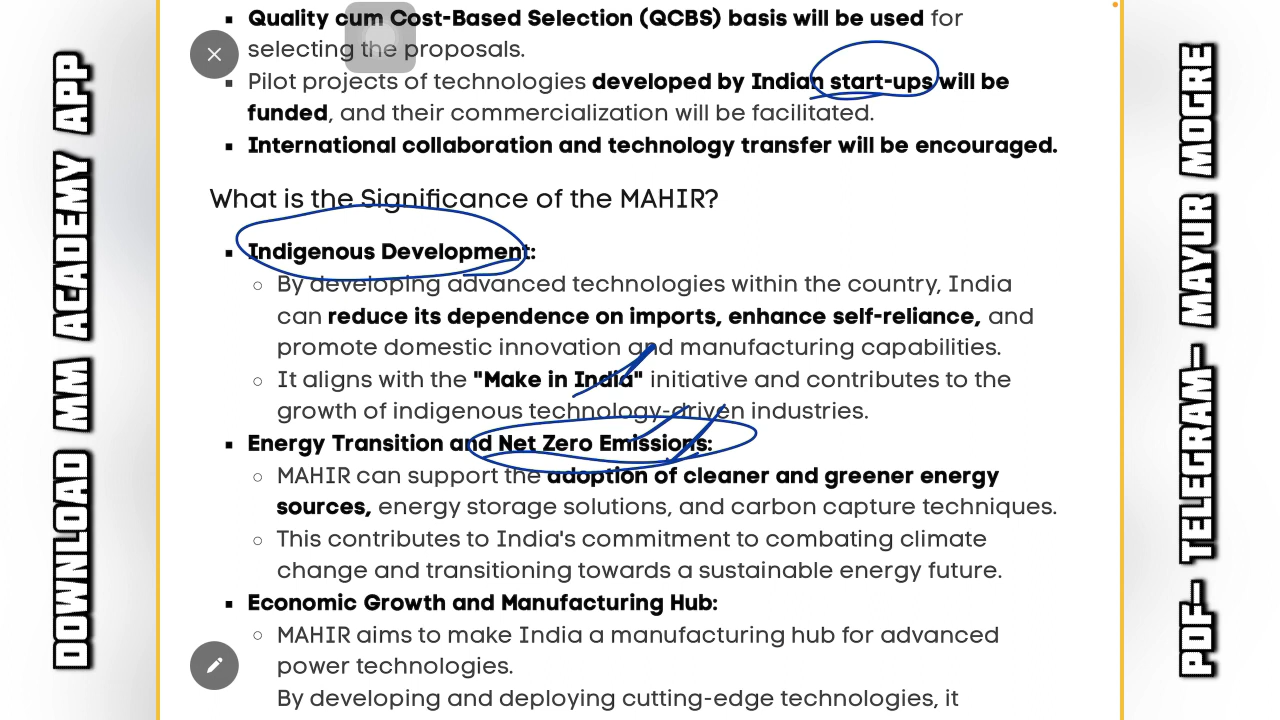 DOWNLOAD MM ACADEMY APP
Quality cum Cost-Based Selection (QCBS) basis will be used for
selecting the proposals.
Pilot projects of technologies developed by Indian start-ups will be
funded, and their commercialization will be facilitated.
International collaboration and technology transfer will be encouraged.
What is the Significance of the MAHIR?
Indigenous Development:
By developing advanced technologies within the country, India
can reduce its dependence on imports, enhance self-reliance, and
promote domestic innovation and manufacturing capabilities.
It aligns with the "Make in India" initiative and contributes to the
growth of indigenous technology-driven industries.
Energy Transition and Net Zero Emissions:
MAHIR can support the adoption of cleaner and greener energy
sources, energy storage solutions, and carbon capture techniques.
This contributes to India's commitment to combating climate
change and transitioning towards a sustainable energy future.
Economic Growth and Manufacturing Hub:
MAHIR aims to make India a manufacturing hub for advanced
power technologies.
By developing and deploying cutting-edge technologies, it
PDF- TELEGRAM- MAYUR MOGRE